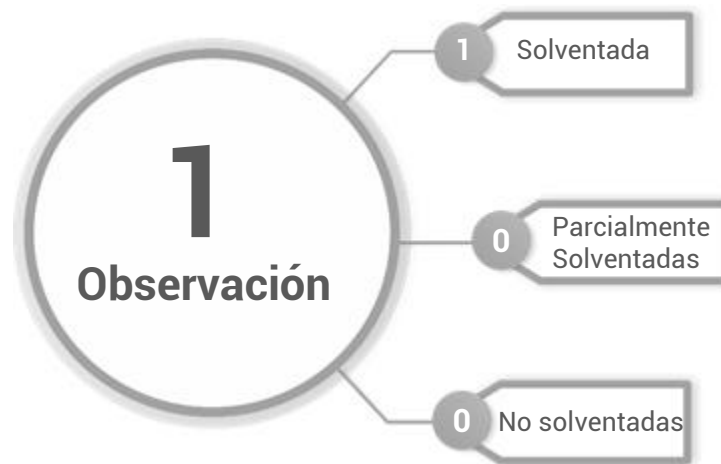 1
Observación
1
Solventada
0
Parcialmente
Solventadas
0
No solventadas